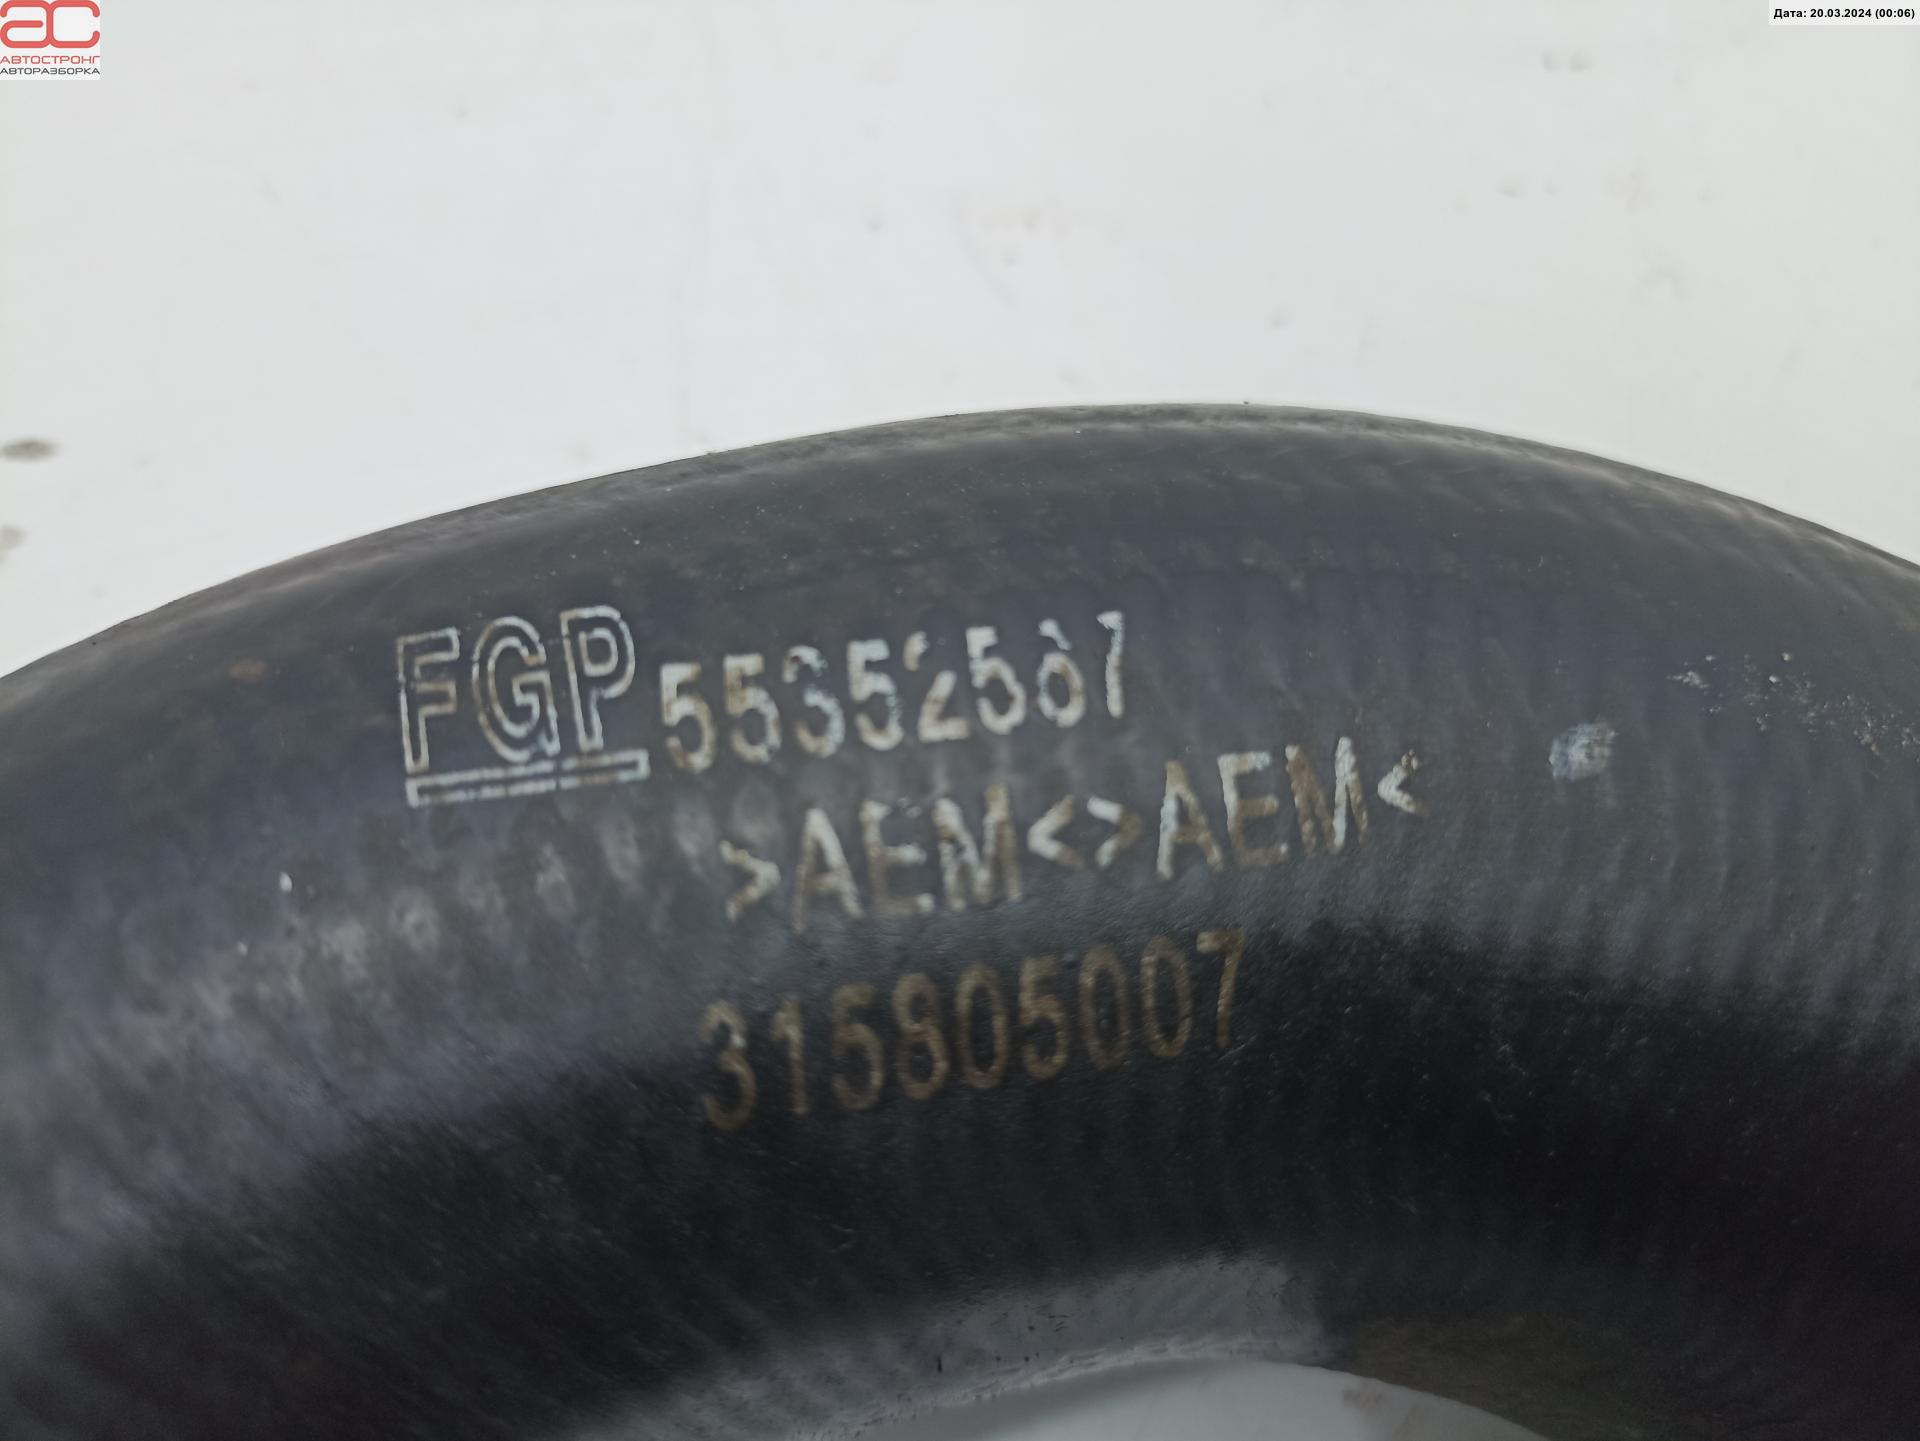 АС
АВТОСТРОНГ
АВТОРАЗБОРКА
Дата: 20.03.2024 (00:06)
FGP 55352567
>AEM<>AEM<
315805007